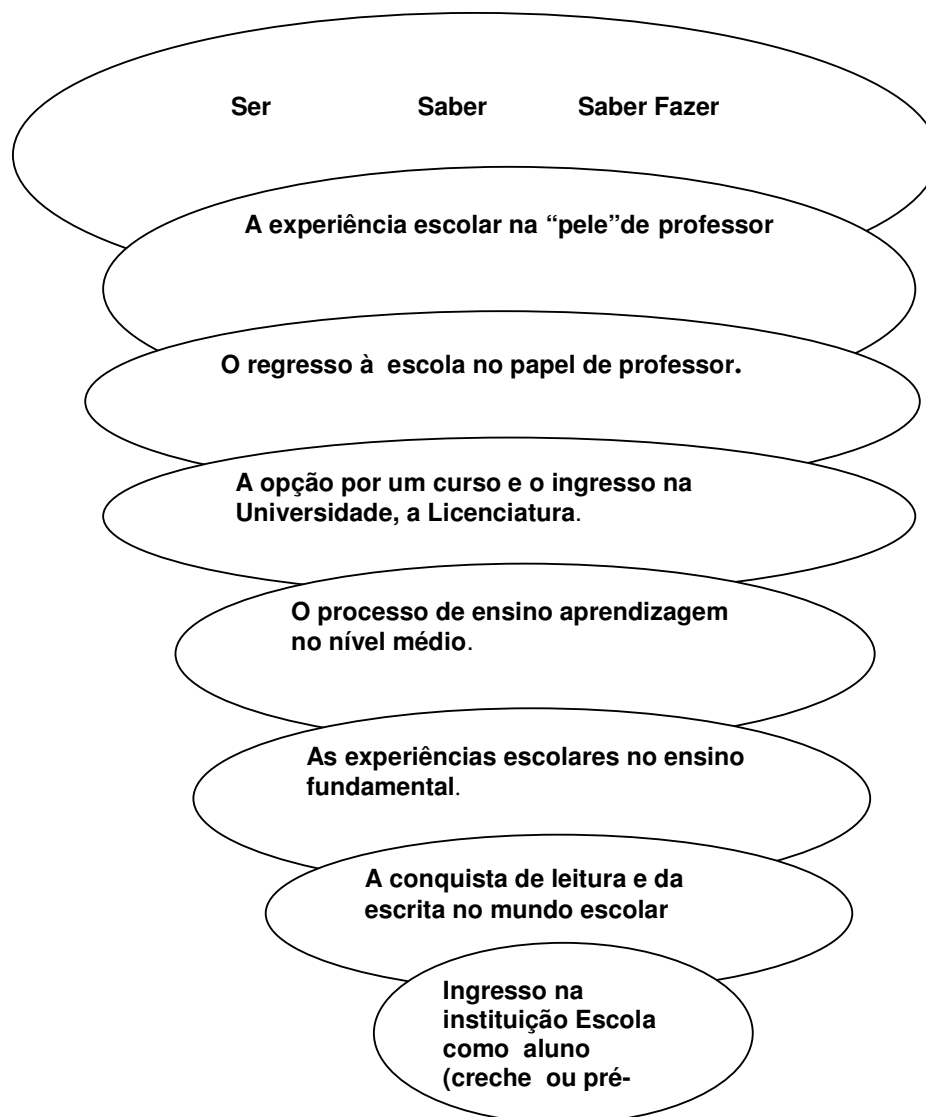 Ser Saber Saber Fazer
A experiência escolar na “pele”de professor
O regresso à escola no papel de professor.
A opção por um curso e o ingresso na
Universidade, a Licenciatura.
O processo de ensino aprendizagem
no nível médio.
As experiências escolares no ensino
fundamental.
A conquista de leitura e da
escrita no mundo escolar
Ingresso na
instituição Escola
como aluno
(creche ou pré-